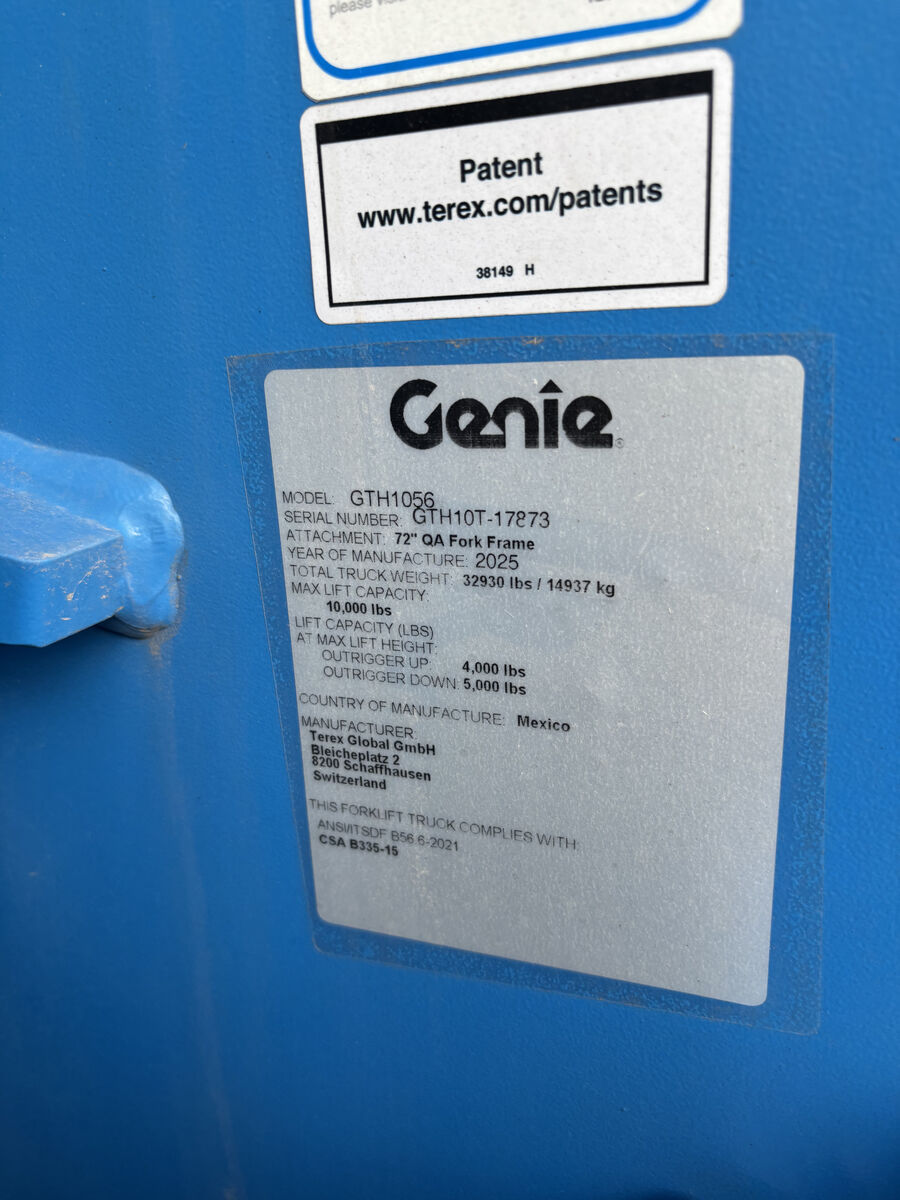 please
Patent
www.terex.com/patents
38149 H
Genie®
MODEL: GTH1056
SERIAL NUMBER: GTH10T-17873
ATTACHMENT: 72" QA Fork Frame
YEAR OF MANUFACTURE: 2025
TOTAL TRUCK WEIGHT: 32930 lbs / 14937 kg
MAX LIFT CAPACITY:
10,000 lbs
LIFT CAPACITY (LBS)
AT MAX LIFT HEIGHT:
OUTRIGGER UP: 4,000 lbs
OUTRIGGER DOWN: 5,000 lbs
COUNTRY OF MANUFACTURE: Mexico
MANUFACTURER:
Terex Global GmbH
Bleicheplatz 2
8200 Schaffhausen
Switzerland
THIS FORKLIFT TRUCK COMPLIES WITH:
ANSI/ITSDF B56.6-2021
CSA B335-15